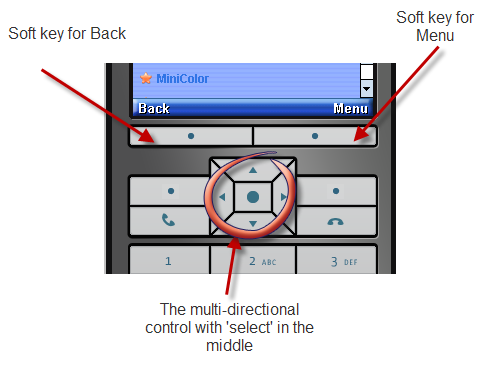 Soft key for Back
Soft key for
Menu
MiniColor
Back
Menu
1
2 ABC
3 DEF
The multi-directional
control with 'select' in the
middle